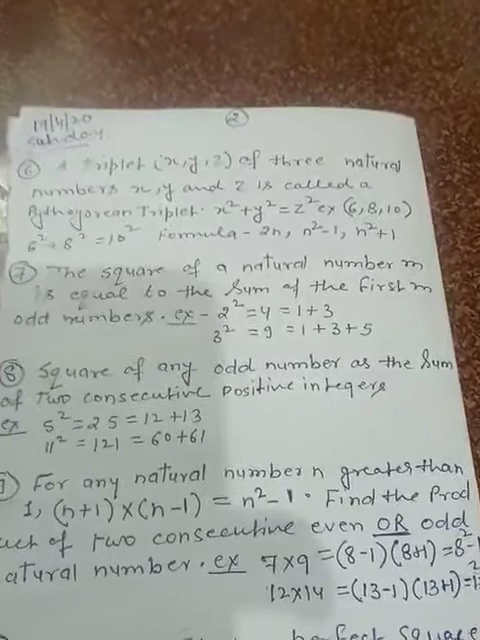 19/4/20 ②
Sunday
⑥ A Triplet (x,y,z) of three natural
numbers x,y and z is called a
Pythagorean Triplet. x²+y²=z² ex (6,8,10)
6²+8²=10² Formula - 2n, n²-1, n²+1
⑦ The square of a natural number m
is equal to the Sum of the first m
odd numbers. ex - 2²=4 = 1+3
3² = 9 = 1+3+5
⑧ Square of any odd number as the Sum
of Two consecutive positive integers
ex 5²=25=12+13
11² = 121 = 60+61
For any natural number n greater than
1, (n+1)×(n-1) = n²-1. Find the Prod
uct of two consecutive even OR odd
atural number. ex 7×9 =(8-1)(8+1)=8²-1
12×14 =(13-1)(13+1)=
perfect square